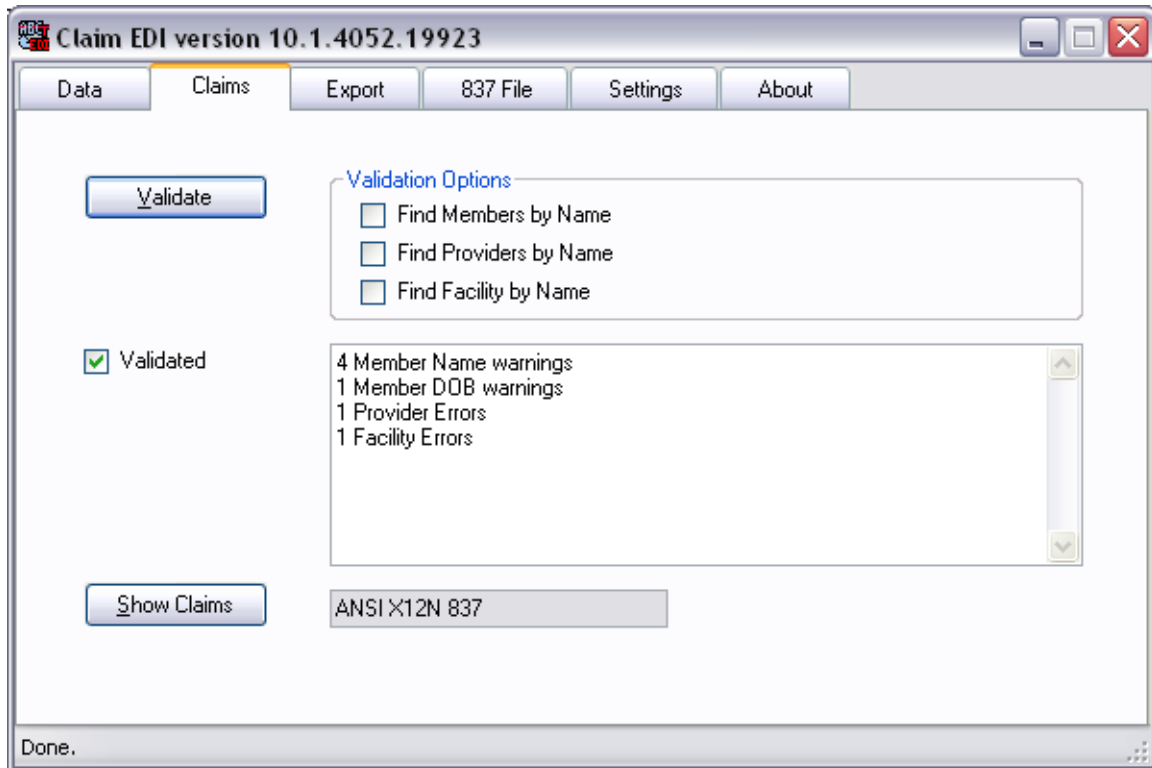 Claim EDI version 10.1.4052.19923
Data Claims Export 837 File Settings About
Validate
Validation Options
Find Members by Name
Find Providers by Name
Find Facility by Name
Validated
4 Member Name warnings
1 Member DOB warnings
1 Provider Errors
1 Facility Errors
Show Claims
ANSI X12N 837
Done.